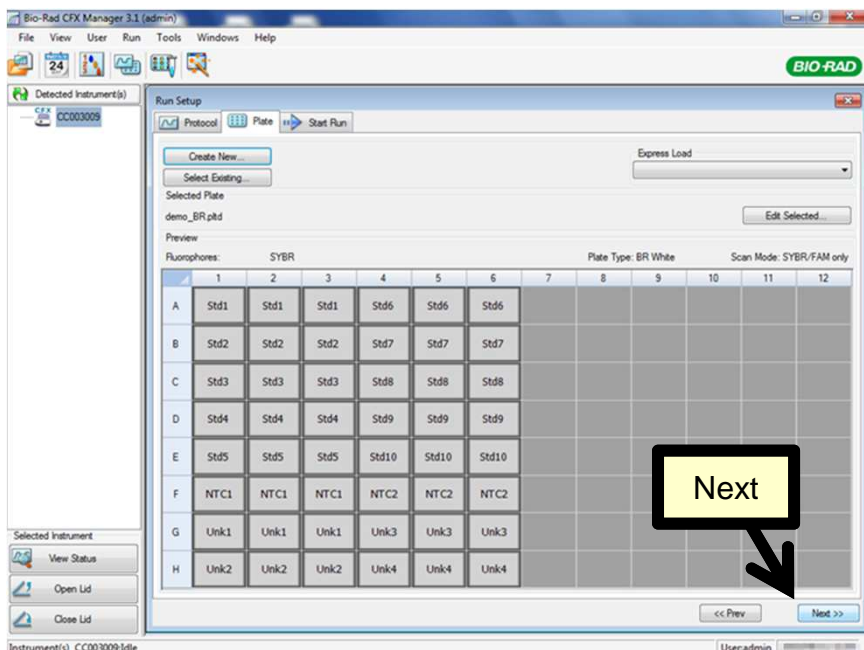 Bio-Rad CFX Manager 3.1 (admin)
File View User Run Tools Windows Help
24
BIO-RAD
Detected Instrument(s)
CFX CC003009
Run Setup
Protocol Plate Start Run
Create New...
Express Load
Select Existing...
Selected Plate
demo_BR.pltd
Edit Selected...
Preview
Fluorophores: SYBR Plate Type: BR White Scan Mode: SYBR/FAM only
1 2 3 4 5 6 7 8 9 10 11 12
A Std1 Std1 Std1 Std6 Std6 Std6
B Std2 Std2 Std2 Std7 Std7 Std7
C Std3 Std3 Std3 Std8 Std8 Std8
D Std4 Std4 Std4 Std9 Std9 Std9
E Std5 Std5 Std5 Std10 Std10 Std10
F NTC1 NTC1 NTC1 NTC2 NTC2 NTC2
Next
G Unk1 Unk1 Unk1 Unk3 Unk3 Unk3
H Unk2 Unk2 Unk2 Unk4 Unk4 Unk4
Selected Instrument
View Status
Open Lid
Close Lid
<< Prev Next >>
Instrument(s) CC003009:Idle
User:admin